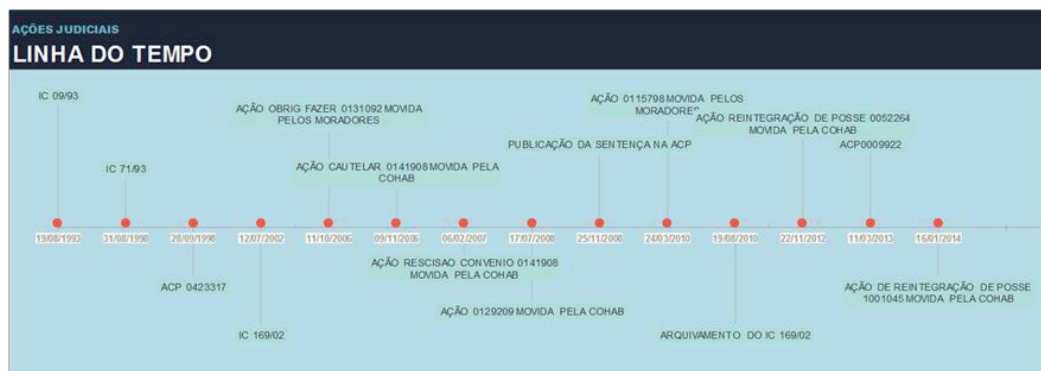 AÇÕES JUDICIAIS
LINHA DO TEMPO
IC 09/93
IC 71/93
AÇÃO OBRIG FAZER 0131092 MOVIDA
PELOS MORADORES
AÇÃO CAUTELAR 0141908 MOVIDA PELA
COHAB
PUBLICAÇÃO DA SENTENÇA NA ACP
AÇÃO 0115798 MOVIDA PELOS
MORADORES
AÇÃO REINTEGRAÇÃO DE POSSE 0052264
MOVIDA PELA COHAB
ACP0009922
19/08/1993
31/08/1998
28/09/1998
12/07/2002
11/10/2006
09/11/2006
06/02/2007
17/07/2008
25/11/2008
24/03/2010
19/08/2010
22/11/2012
11/03/2013
16/01/2014
ACP 0423317
IC 169/02
AÇÃO RESCISAO CONVENIO 0141908
MOVIDA PELA COHAB
AÇÃO 0129209 MOVIDA PELA COHAB
ARQUIVAMENTO DO IC 169/02
AÇÃO DE REINTEGRAÇÃO DE POSSE
1001045 MOVIDA PELA COHAB